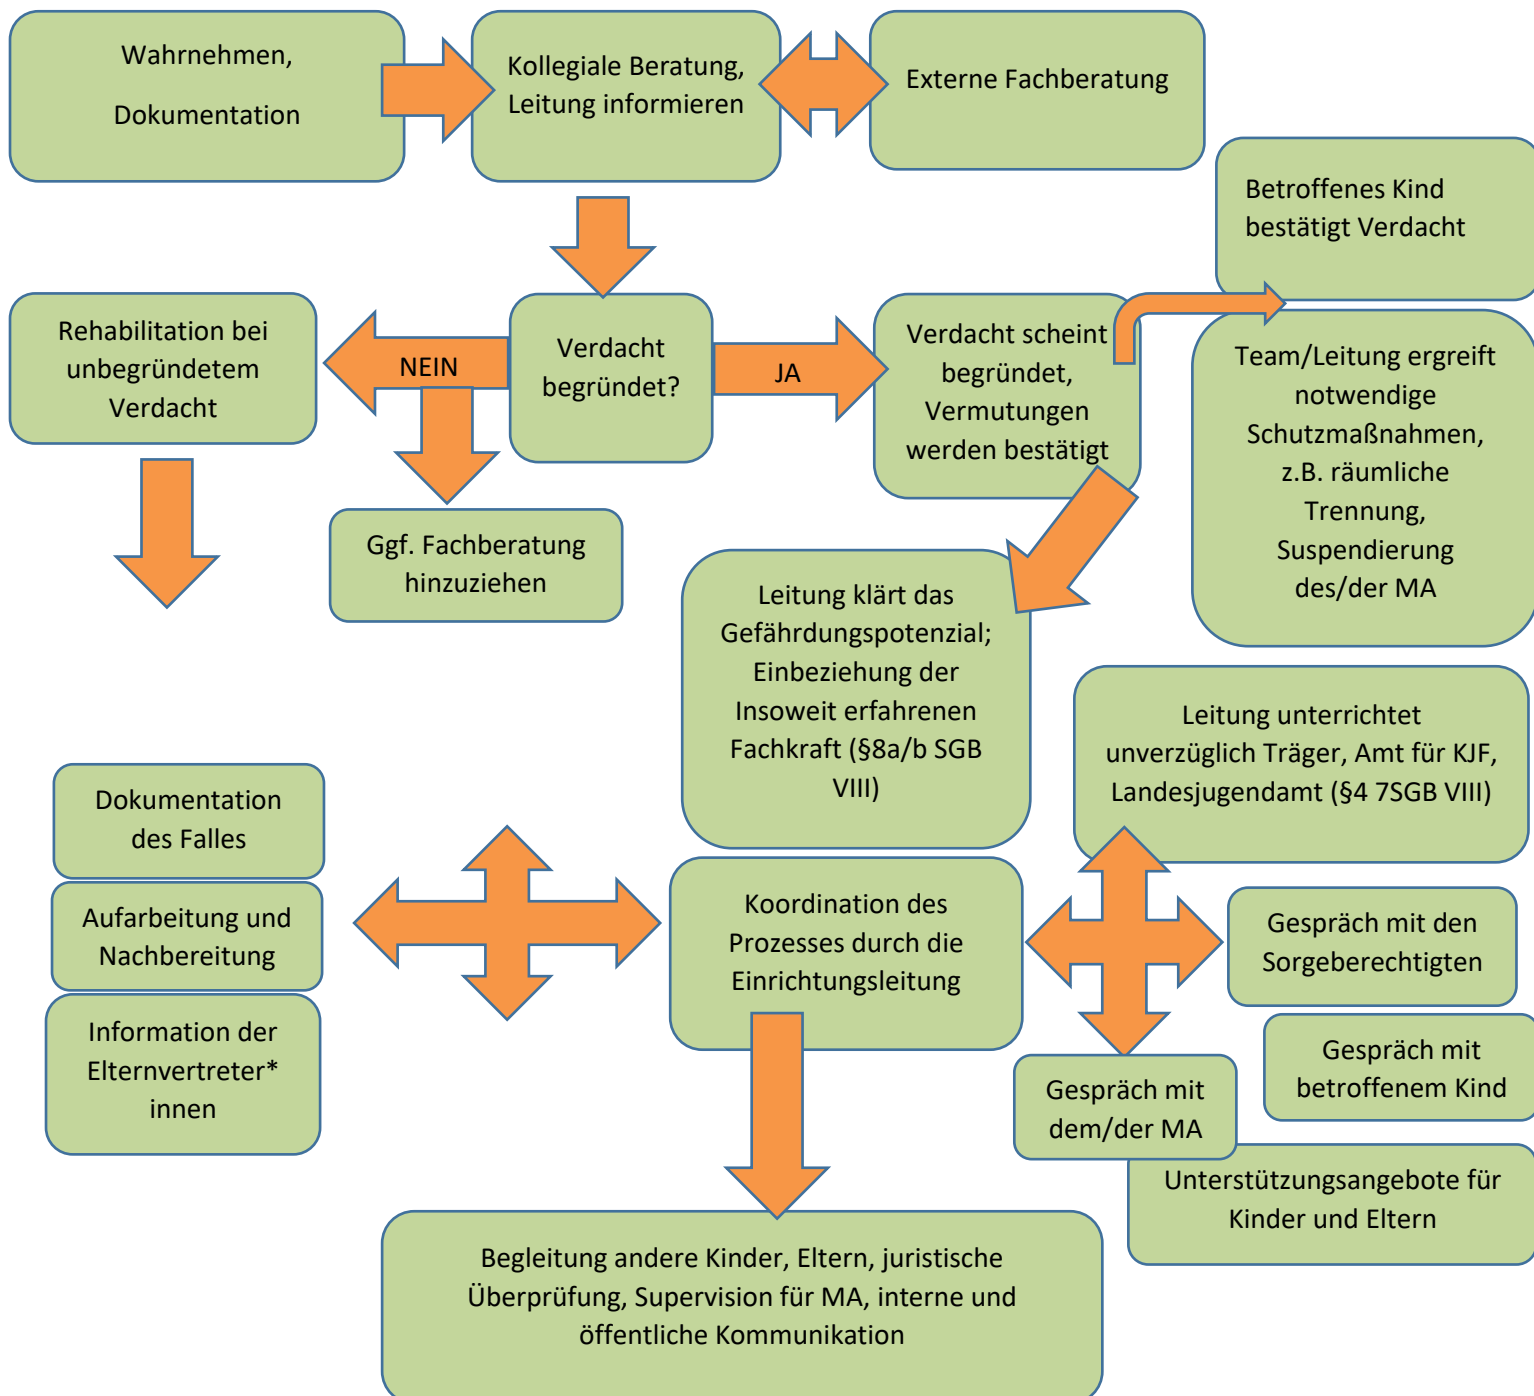 Wahrnehmen,
Dokumentation
Kollegiale Beratung,
Leitung informieren
Externe Fachberatung
Betroffenes Kind
bestätigt Verdacht
Rehabilitation bei
unbegründetem
Verdacht
NEIN
Verdacht
begründet?
JA
Verdacht scheint
begründet,
Vermutungen
werden bestätigt
Team/Leitung ergreift
notwendige
Schutzmaßnahmen,
z.B. räumliche
Trennung,
Suspendierung
des/der MA
Ggf. Fachberatung
hinzuziehen
Leitung klärt das
Gefährdungspotenzial;
Einbeziehung der
Insoweit erfahrenen
Fachkraft (§8a/b SGB
VIII)
Leitung unterrichtet
unverzüglich Träger, Amt für KJF,
Landesjugendamt (§4 7SGB VIII)
Dokumentation
des Falles
Aufarbeitung und
Nachbereitung
Information der
Elternvertreter*
innen
Koordination des
Prozesses durch die
Einrichtungsleitung
Gespräch mit den
Sorgeberechtigten
Gespräch mit
betroffenem Kind
Gespräch mit
dem/der MA
Unterstützungsangebote für
Kinder und Eltern
Begleitung andere Kinder, Eltern, juristische
Überprüfung, Supervision für MA, interne und
öffentliche Kommunikation